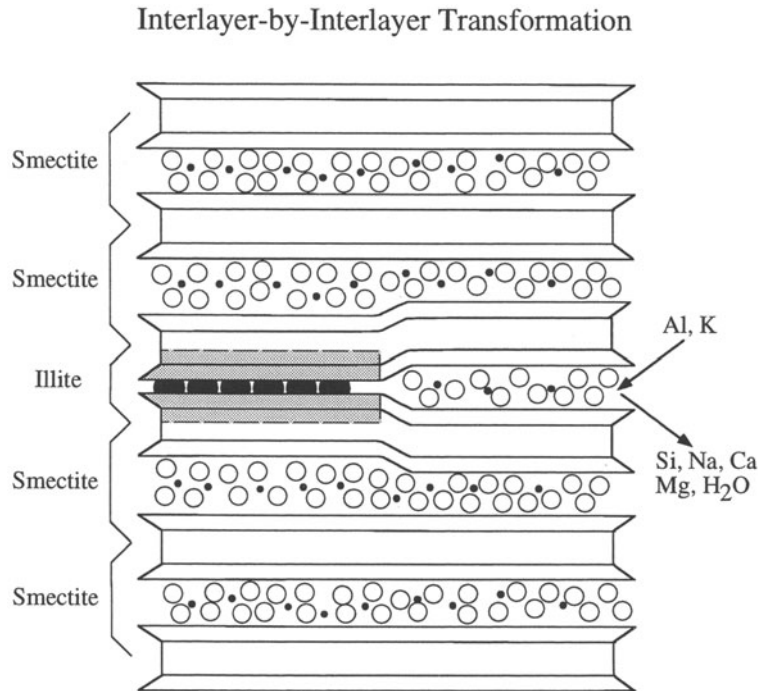 Interlayer-by-Interlayer Transformation
Smectite
Smectite
Illite
Al, K
Si, Na, Ca
Mg, H₂O
Smectite
Smectite